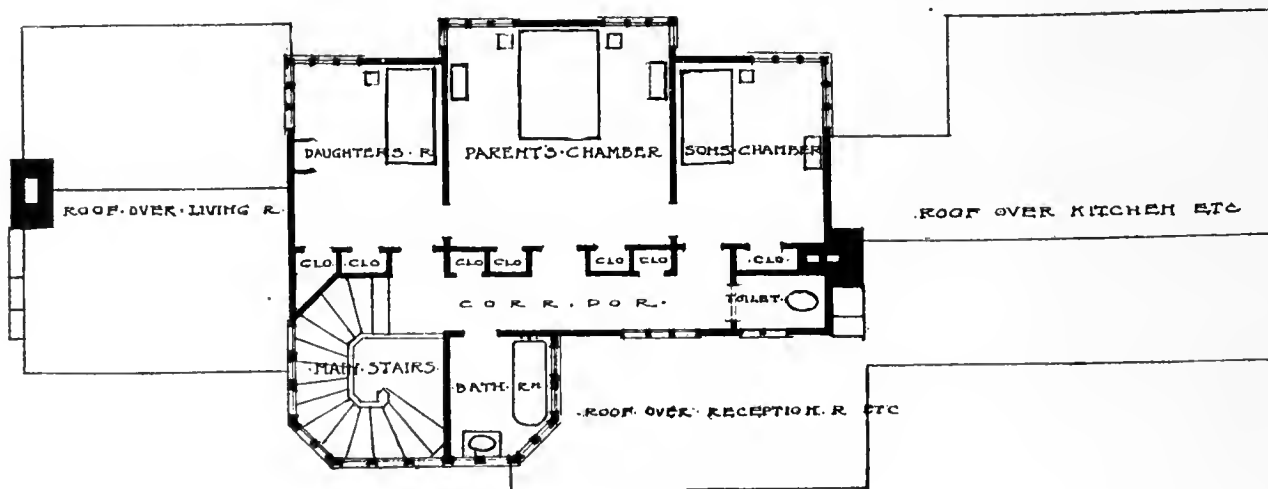 DAUGHTER'S · R
PARENT'S · CHAMBER
SONS · CHAMBER
ROOF · OVER · LIVING R.
ROOF OVER KITCHEN ETC
CLO
CLO
CLO
CLO
CLO
CLO
CLO
CORRIDOR
TOILET
MAIN STAIRS
BATH · RM
ROOF OVER RECEPTION R ETC